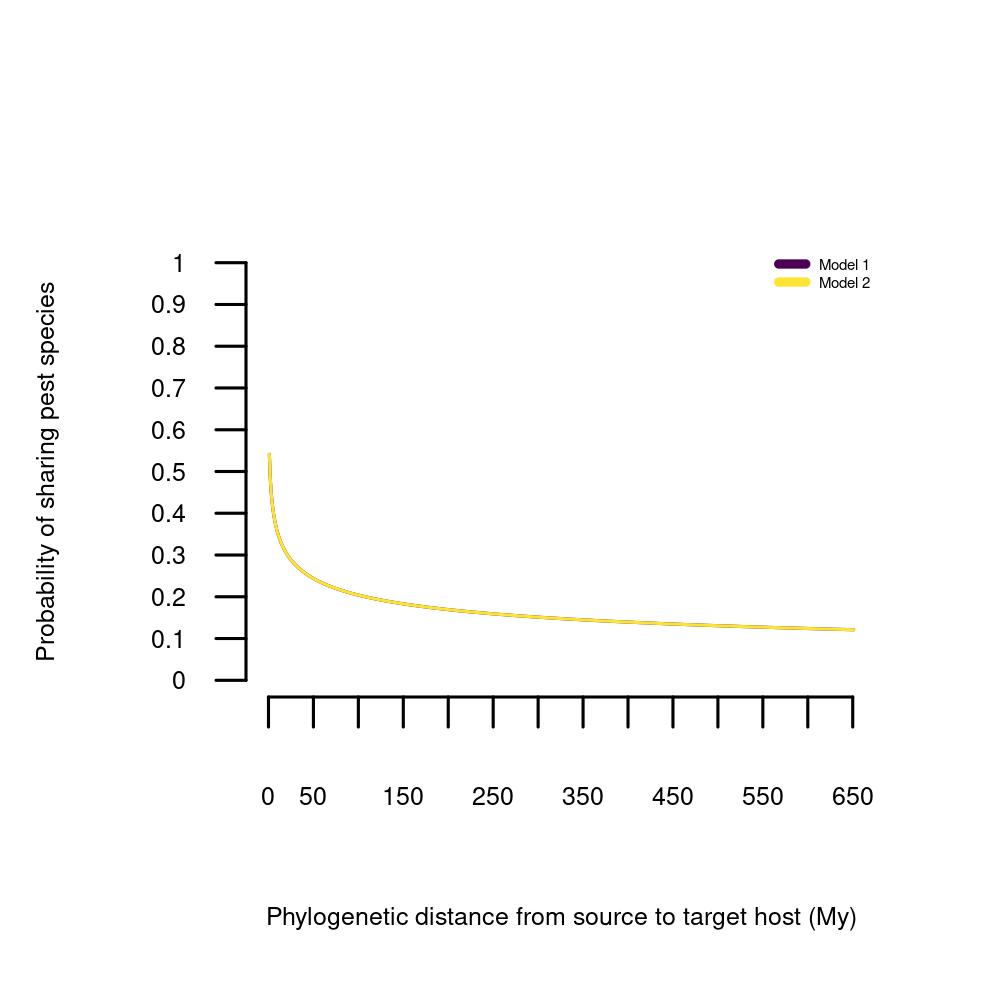 Model 1
Model 2
Probability of sharing pest species
1
0.9
0.8
0.7
0.6
0.5
0.4
0.3
0.2
0.1
0
0 50 150 250 350 450 550 650
Phylogenetic distance from source to target host (My)